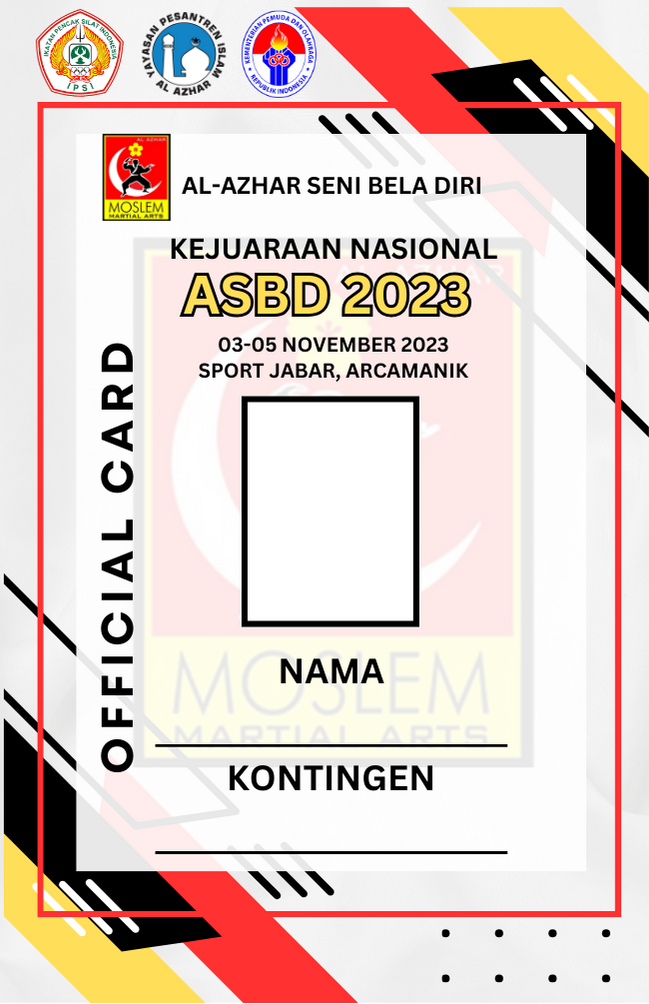 IKATAN PENCAK SILAT INDONESIA
IPSI
YAYASAN PESANTREN ISLAM
AL AZHAR
KEMENTERIAN PEMUDA DAN OLAHRAGA
REPUBLIK INDONESIA
AL AZHAR
MOSLEM
MARTIAL ARTS
AL-AZHAR SENI BELA DIRI
KEJUARAAN NASIONAL
ASBD 2023
03-05 NOVEMBER 2023
SPORT JABAR, ARCAMANIK
OFFICIAL CARD
NAMA
MOSLEM
MARTIAL ARTS
KONTINGEN